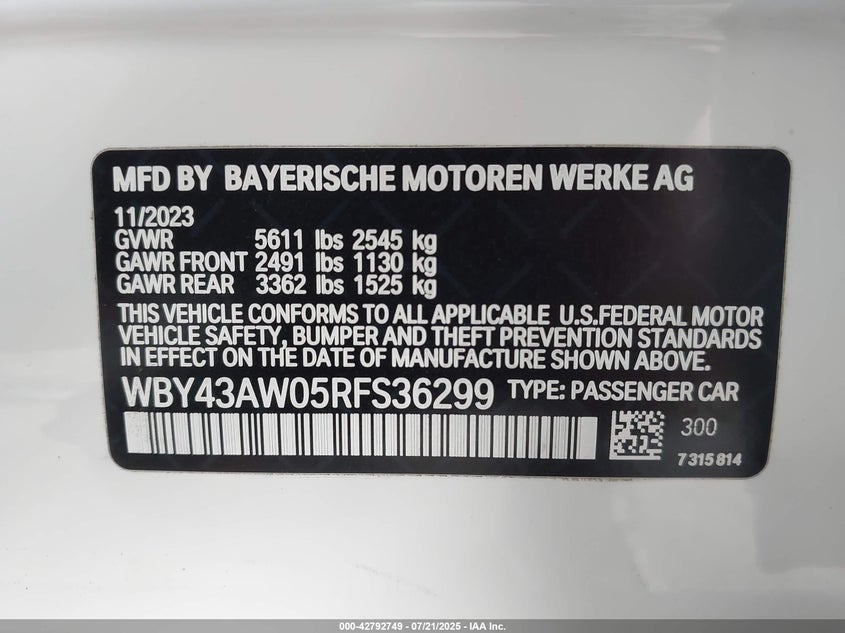 MFD BY BAYERISCHE MOTOREN WERKE AG
11/2023
GVWR 5611 lbs 2545 kg
GAWR FRONT 2491 lbs 1130 kg
GAWR REAR 3362 lbs 1525 kg
THIS VEHICLE CONFORMS TO ALL APPLICABLE U.S.FEDERAL MOTOR
VEHICLE SAFETY, BUMPER AND THEFT PREVENTION STANDARDS
IN EFFECT ON THE DATE OF MANUFACTURE SHOWN ABOVE.
WBY43AW05RFS36299 TYPE: PASSENGER CAR
300
7315814
000-42792749 - 07/21/2025 - IAA Inc.